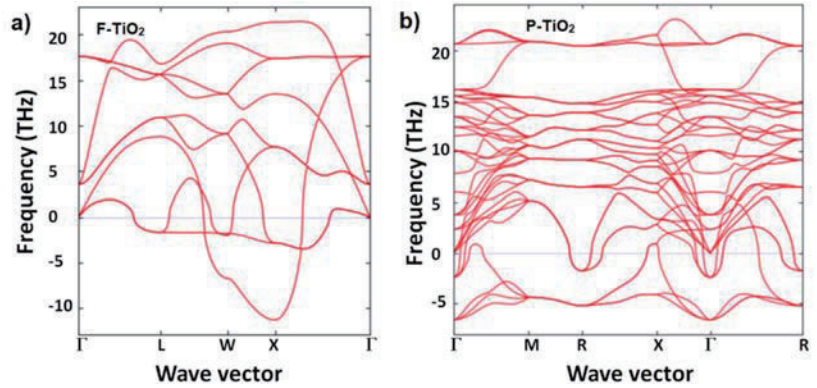 a)
F-TiO₂
Frequency (THz)
20
15
10
5
0
-5
-10
Γ L W X Γ
Wave vector
b)
P-TiO₂
Frequency (THz)
20
15
10
5
0
-5
Γ M R X Γ R
Wave vector